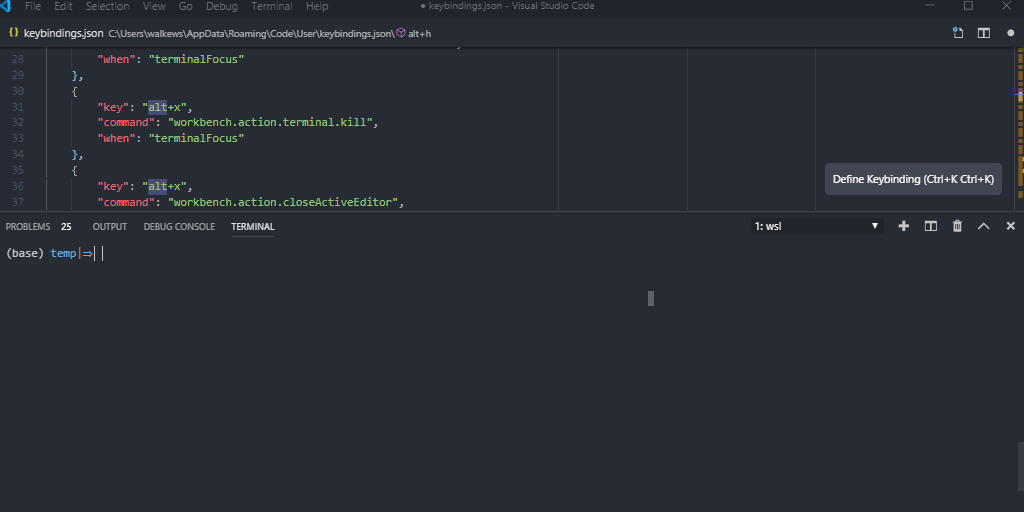 File Edit Selection View Go Debug Terminal Help ● keybindings.json - Visual Studio Code
{} keybindings.json C:\Users\walkews\AppData\Roaming\Code\User\keybindings.json\ alt+h
28 "when": "terminalFocus"
29 },
30 {
31 "key": "alt+x",
32 "command": "workbench.action.terminal.kill",
33 "when": "terminalFocus"
34 },
35 {
36 "key": "alt+x",
37 "command": "workbench.action.closeActiveEditor",
Define Keybinding (Ctrl+K Ctrl+K)
PROBLEMS 25 OUTPUT DEBUG CONSOLE TERMINAL 1: wsl
(base) temp|⇒